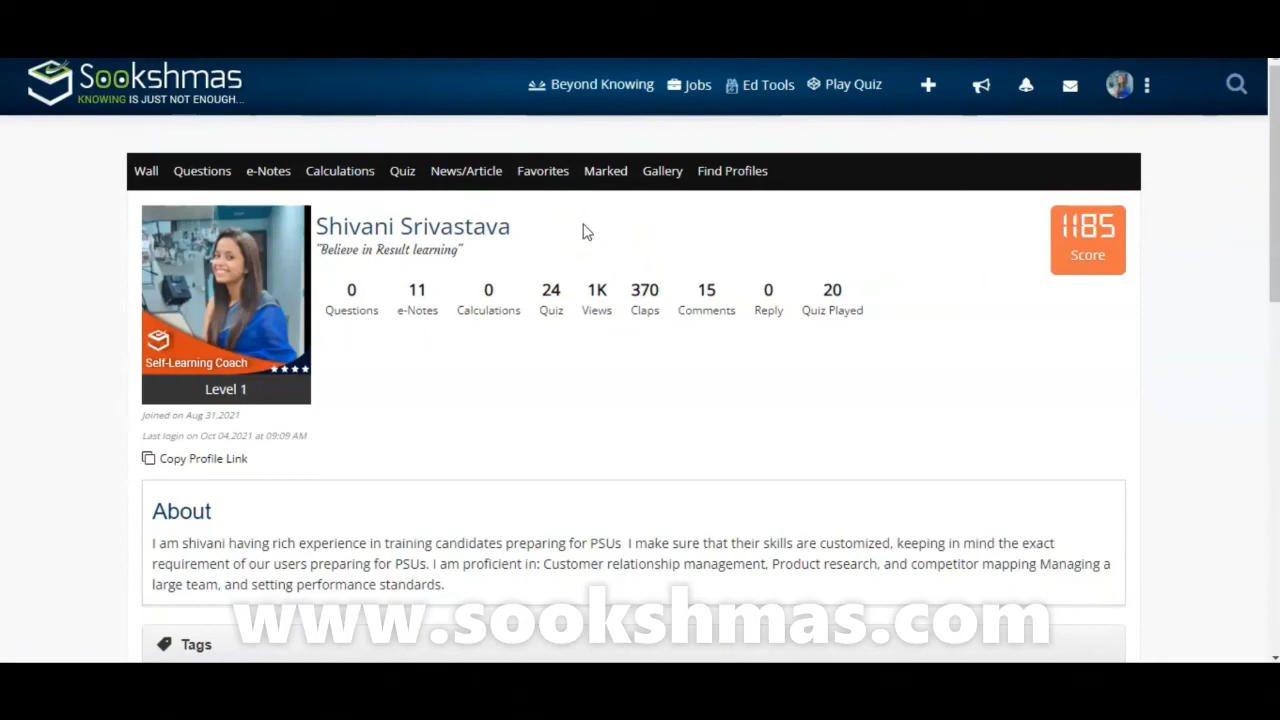 Sookshmas
KNOWING IS JUST NOT ENOUGH...
Beyond Knowing Jobs Ed Tools Play Quiz
Wall Questions e-Notes Calculations Quiz News/Article Favorites Marked Gallery Find Profiles
Shivani Srivastava
"Believe in Result learning"
1185
Score
0 11 0 24 1K 370 15 0 20
Questions e-Notes Calculations Quiz Views Claps Comments Reply Quiz Played
Self-Learning Coach
Level 1
Joined on Aug 31,2021
Last login on Oct 04,2021 at 09:09 AM
Copy Profile Link
About
I am shivani having rich experience in training candidates preparing for PSUs I make sure that their skills are customized, keeping in mind the exact
requirement of our users preparing for PSUs. I am proficient in: Customer relationship management, Product research, and competitor mapping Managing a
large team, and setting performance standards.
www.sookshmas.com
Tags